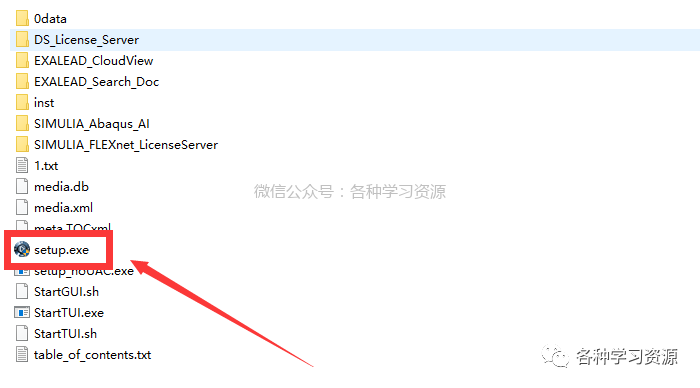 0data
DS_License_Server
EXALEAD_CloudView
EXALEAD_Search_Doc
inst
SIMULIA_Abaqus_AI
SIMULIA_FLEXnet_LicenseServer
1.txt
media.db
微信公众号：各种学习资源
media.xml
meta.TOCxml
setup.exe
setup_noUAC.exe
StartGUI.sh
StartTUI.exe
StartTUI.sh
table_of_contents.txt
各种学习资源